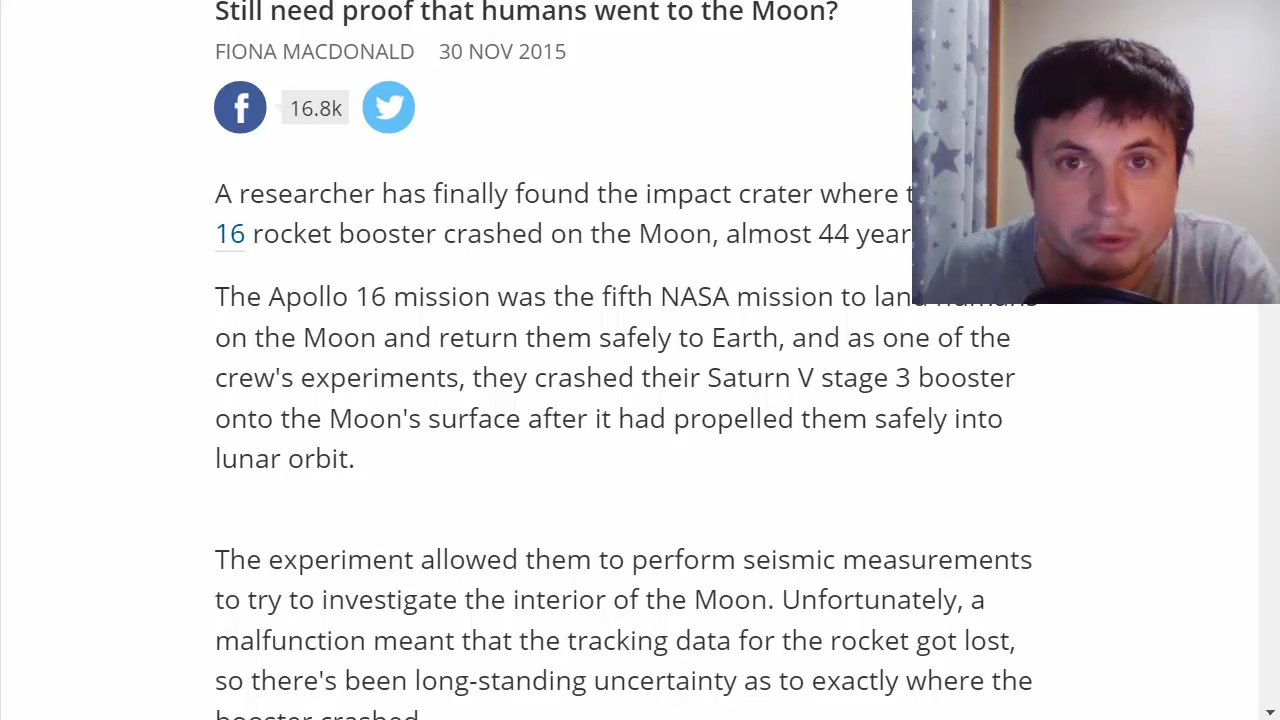 Still need proof that humans went to the Moon?
FIONA MACDONALD 30 NOV 2015
f 16.8k
A researcher has finally found the impact crater where
16 rocket booster crashed on the Moon, almost 44
The Apollo 16 mission was the fifth NASA mission to land humans
on the Moon and return them safely to Earth, and as one of the
crew's experiments, they crashed their Saturn V stage 3 booster
onto the Moon's surface after it had propelled them safely into
lunar orbit.
The experiment allowed them to perform seismic measurements
to try to investigate the interior of the Moon. Unfortunately, a
malfunction meant that the tracking data for the rocket got lost,
so there's been long-standing uncertainty as to exactly where the
booster crashed.